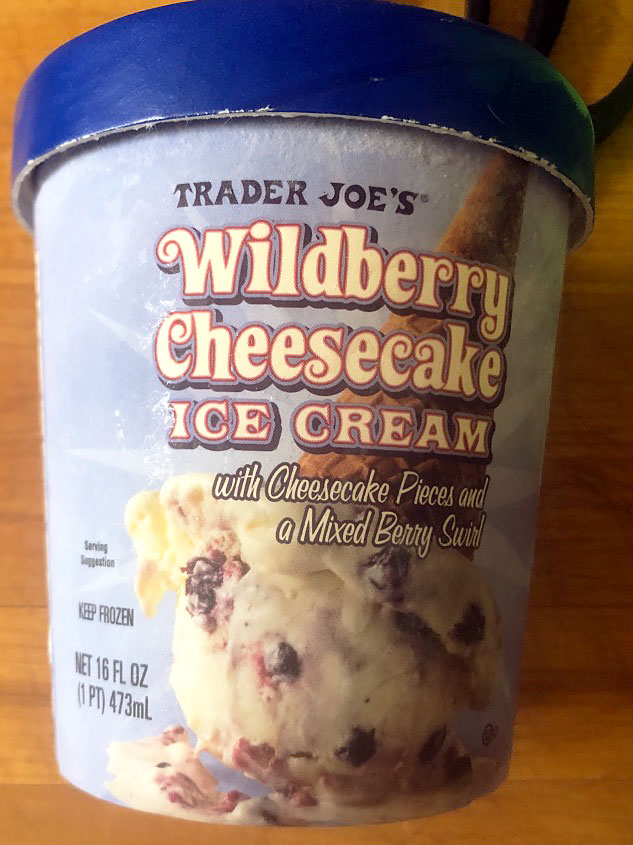 TRADER JOE'S®
Wildberry
Cheesecake
ICE CREAM
with Cheesecake Pieces and
a Mixed Berry Swirl
Serving
Suggestion
KEEP FROZEN
NET 16 FL OZ
(1 PT) 473mL